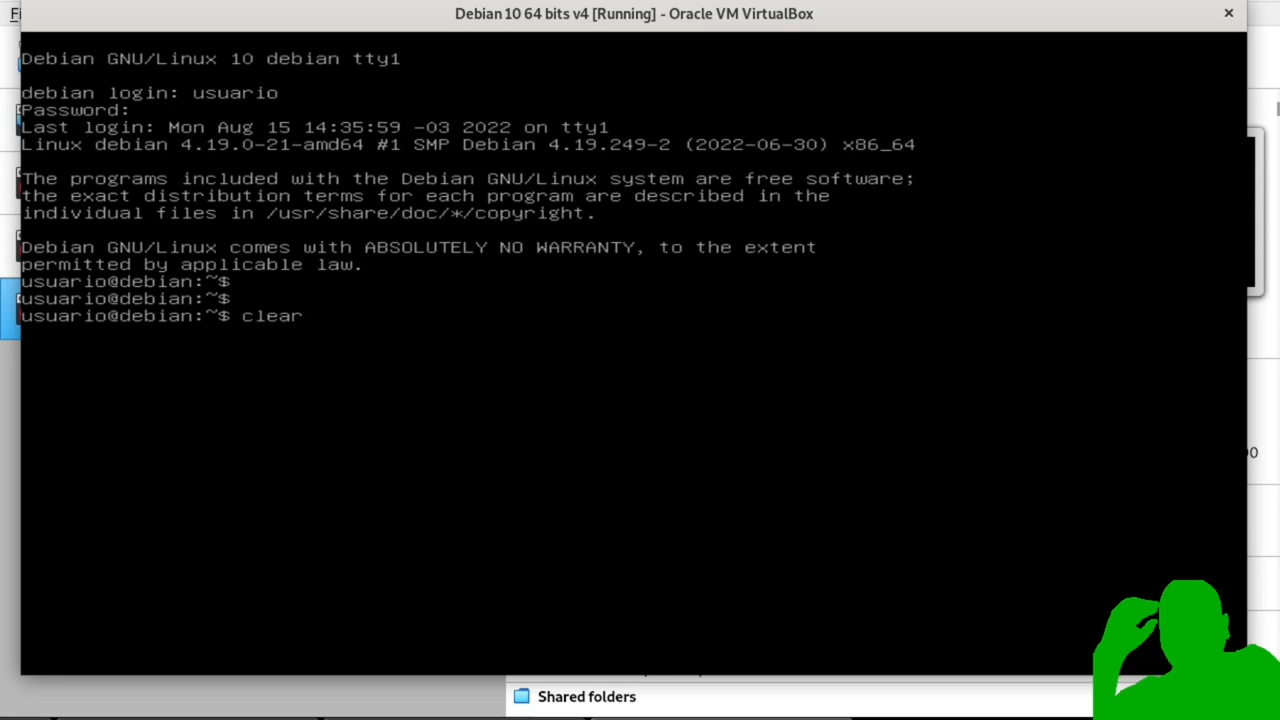 Debian 10 64 bits v4 [Running] - Oracle VM VirtualBox
Debian GNU/Linux 10 debian tty1
debian login: usuario
Password:
Last login: Mon Aug 15 14:35:59 -03 2022 on tty1
Linux debian 4.19.0-21-amd64 #1 SMP Debian 4.19.249-2 (2022-06-30) x86_64
The programs included with the Debian GNU/Linux system are free software;
the exact distribution terms for each program are described in the
individual files in /usr/share/doc/*/copyright.
Debian GNU/Linux comes with ABSOLUTELY NO WARRANTY, to the extent
permitted by applicable law.
usuario@debian:~$
usuario@debian:~$
usuario@debian:~$ clear
Shared folders